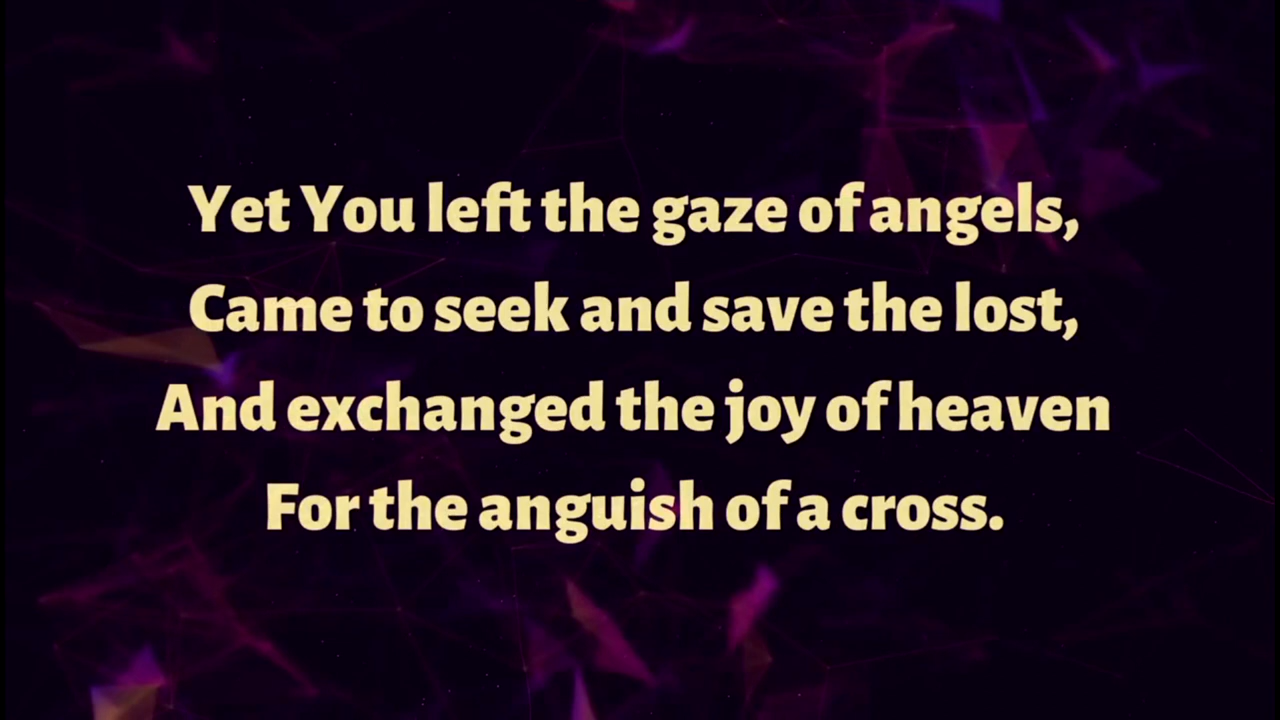 Yet You left the gaze of angels,
Came to seek and save the lost,
And exchanged the joy of heaven
For the anguish of a cross.